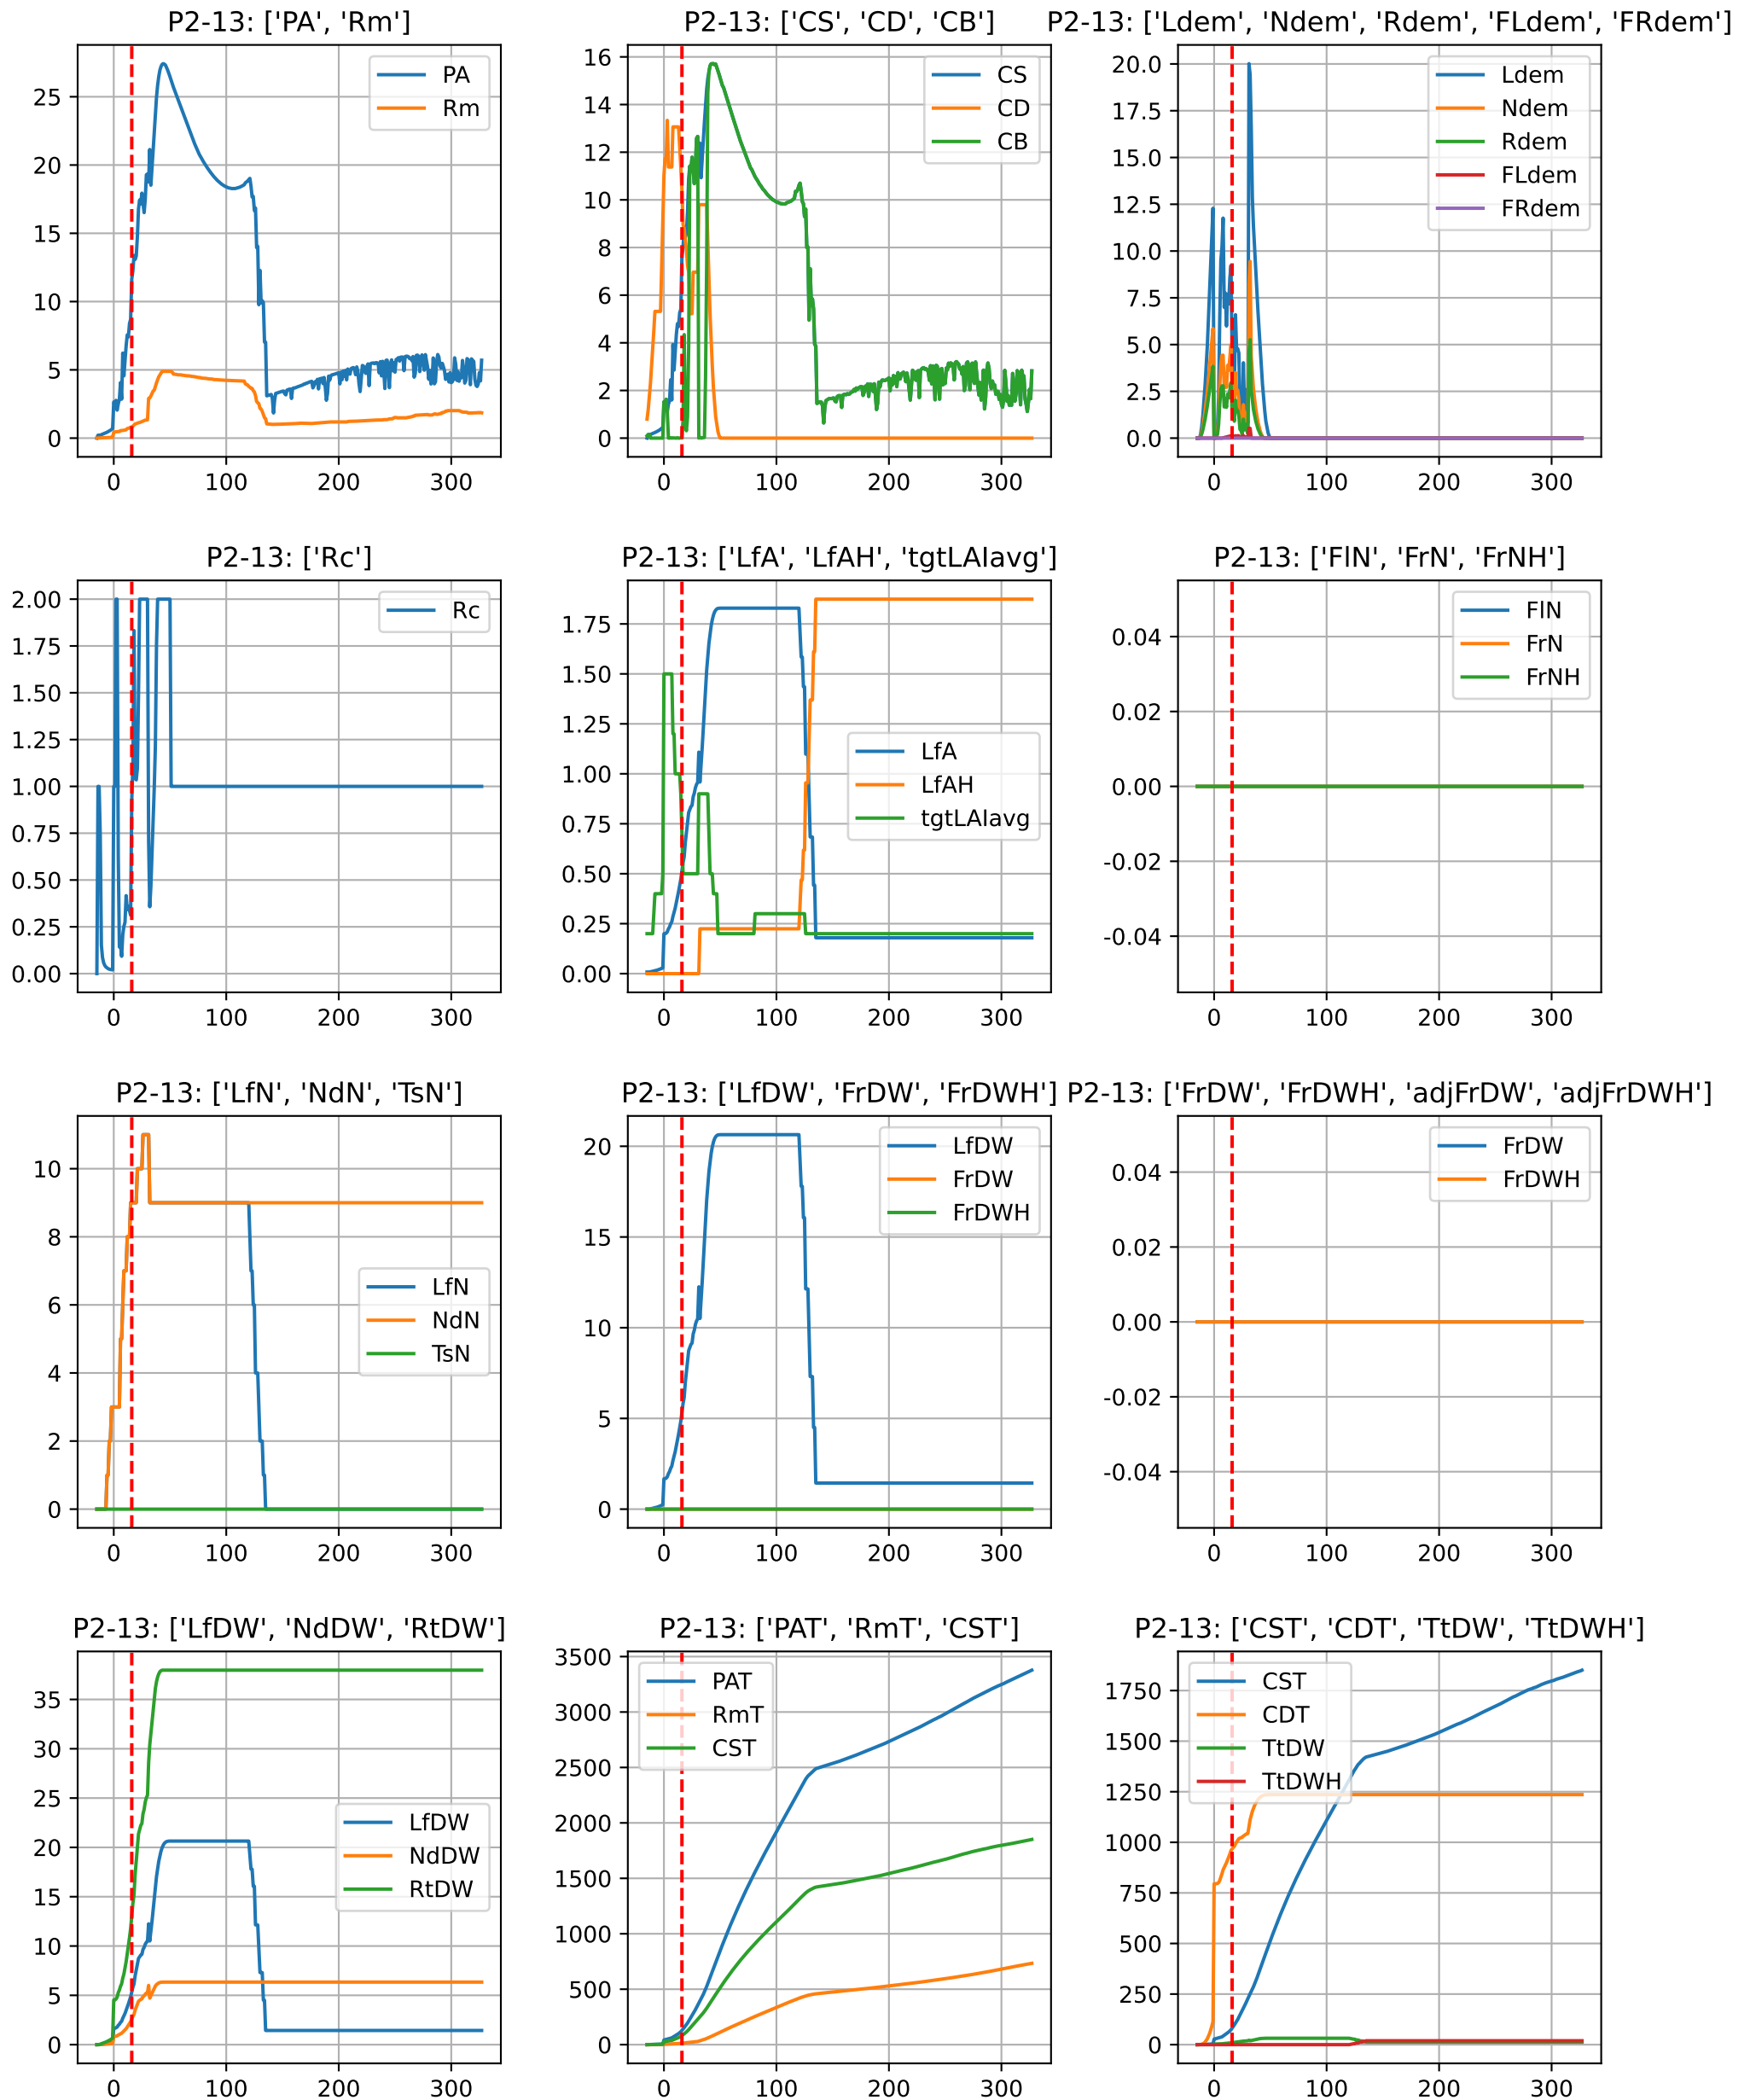 P2-13: ['PA', 'Rm']
25
20
15
10
5
0
0 100 200 300
PA
Rm
P2-13: ['CS', 'CD', 'CB']
16
14
12
10
8
6
4
2
0
0 100 200 300
CS
CD
CB
P2-13: ['Ldem', 'Ndem', 'Rdem', 'FLdem', 'FRdem']
20.0
17.5
15.0
12.5
10.0
7.5
5.0
2.5
0.0
0 100 200 300
Ldem
Ndem
Rdem
FLdem
FRdem
P2-13: ['Rc']
2.00
1.75
1.50
1.25
1.00
0.75
0.50
0.25
0.00
0 100 200 300
Rc
P2-13: ['LfA', 'LfAH', 'tgtLAIavg']
1.75
1.50
1.25
1.00
0.75
0.50
0.25
0.00
0 100 200 300
LfA
LfAH
tgtLAIavg
P2-13: ['FlN', 'FrN', 'FrNH']
0.04
0.02
0.00
-0.02
-0.04
0 100 200 300
FlN
FrN
FrNH
P2-13: ['LfN', 'NdN', 'TsN']
10
8
6
4
2
0
0 100 200 300
LfN
NdN
TsN
P2-13: ['LfDW', 'FrDW', 'FrDWH']
20
15
10
5
0
0 100 200 300
LfDW
FrDW
FrDWH
P2-13: ['FrDW', 'FrDWH', 'adjFrDW', 'adjFrDWH']
0.04
0.02
0.00
-0.02
-0.04
0 100 200 300
FrDW
FrDWH
P2-13: ['LfDW', 'NdDW', 'RtDW']
35
30
25
20
15
10
5
0
0 100 200 300
LfDW
NdDW
RtDW
P2-13: ['PAT', 'RmT', 'CST']
3500
3000
2500
2000
1500
1000
500
0
0 100 200 300
PAT
RmT
CST
P2-13: ['CST', 'CDT', 'TtDW', 'TtDWH']
1750
1500
1250
1000
750
500
250
0
0 100 200 300
CST
CDT
TtDW
TtDWH